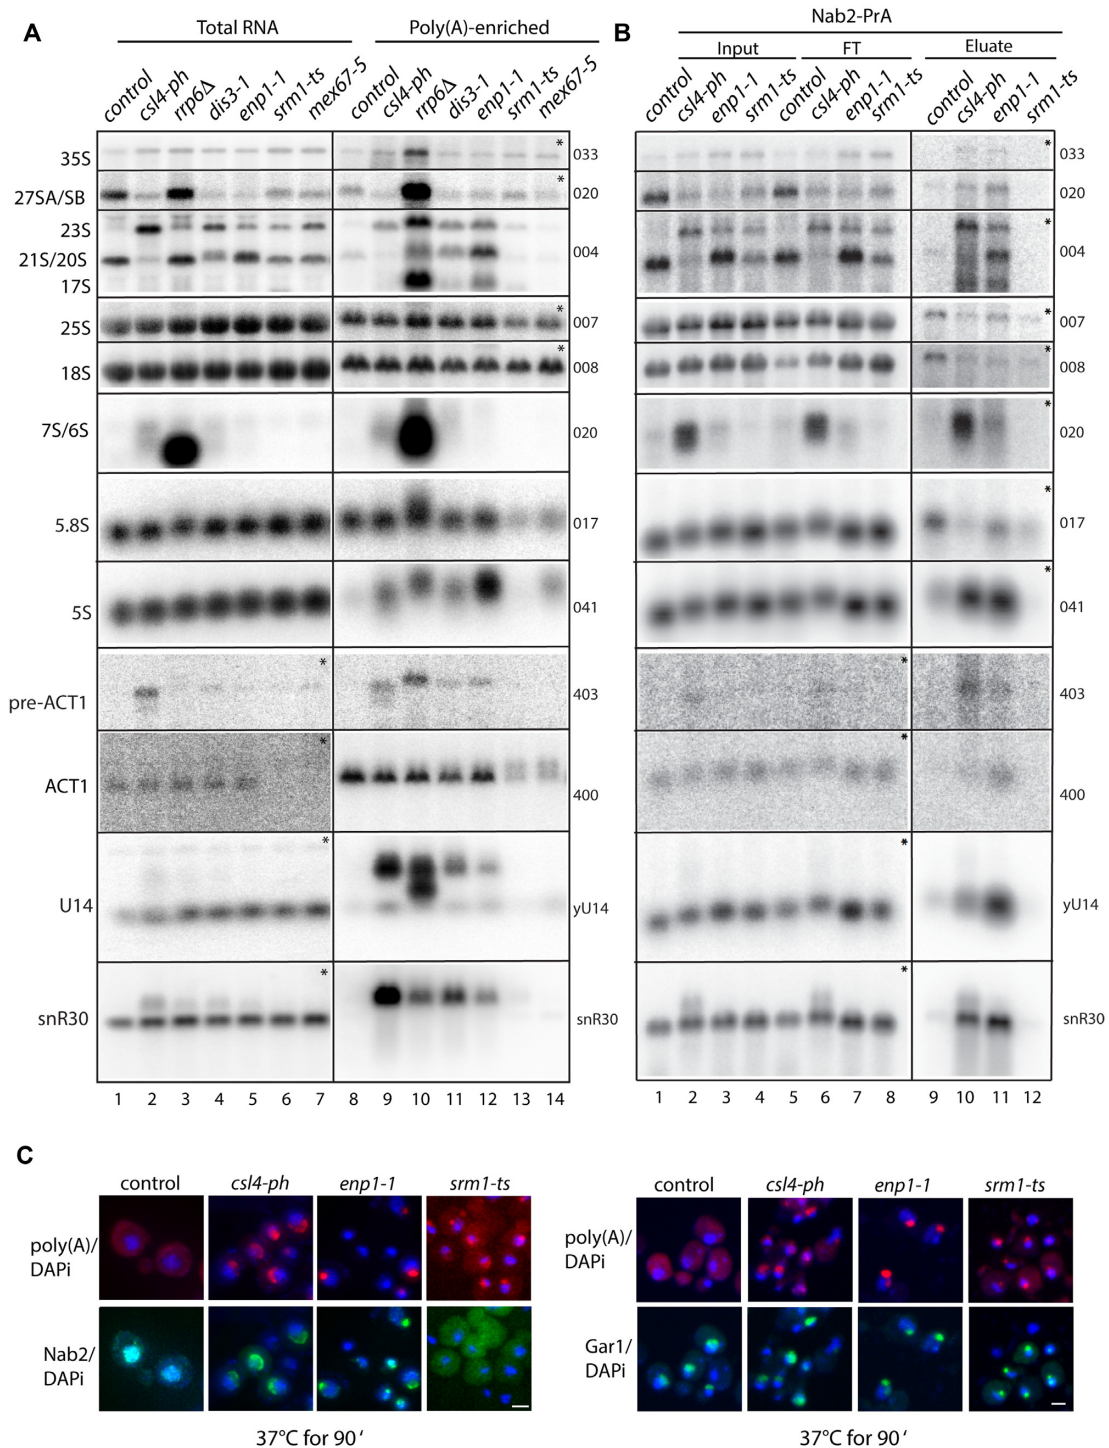 A
Total RNA
Poly(A)-enriched
control
csl4-ph
rrp6Δ
dis3-1
enp1-1
srm1-ts
mex67-5
control
csl4-ph
rrp6Δ
dis3-1
enp1-1
srm1-ts
mex67-5
35S
*
033
27SA/SB
*
020
23S
21S/20S
17S
004
25S
*
007
18S
*
008
7S/6S
020
5.8S
017
5S
041
pre-ACT1
*
403
ACT1
*
400
U14
*
yU14
snR30
*
snR30
1 2 3 4 5 6 7 8 9 10 11 12 13 14
B
Nab2-PrA
Input
FT
Eluate
control
csl4-ph
enp1-1
srm1-ts
control
csl4-ph
enp1-1
srm1-ts
control
csl4-ph
enp1-1
srm1-ts
*
033
020
*
004
*
007
*
008
*
020
*
017
*
041
*
403
*
400
*
yU14
*
snR30
1 2 3 4 5 6 7 8 9 10 11 12
C
control csl4-ph enp1-1 srm1-ts
poly(A)/
DAPi
Nab2/
DAPi
37°C for 90‘
control csl4-ph enp1-1 srm1-ts
poly(A)/
DAPi
Gar1/
DAPi
37°C for 90‘